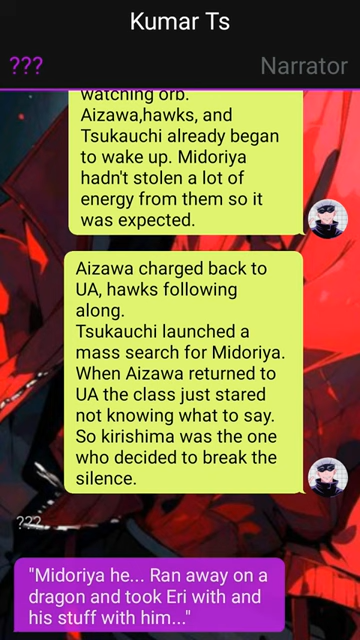 Kumar Ts
??? Narrator
watching orb.
Aizawa,hawks, and
Tsukauchi already began
to wake up. Midoriya
hadn't stolen a lot of
energy from them so it
was expected.
Aizawa charged back to
UA, hawks following
along.
Tsukauchi launched a
mass search for Midoriya.
When Aizawa returned to
UA the class just stared
not knowing what to say.
So kirishima was the one
who decided to break the
silence.
???
"Midoriya he... Ran away on a
dragon and took Eri with and
his stuff with him..."